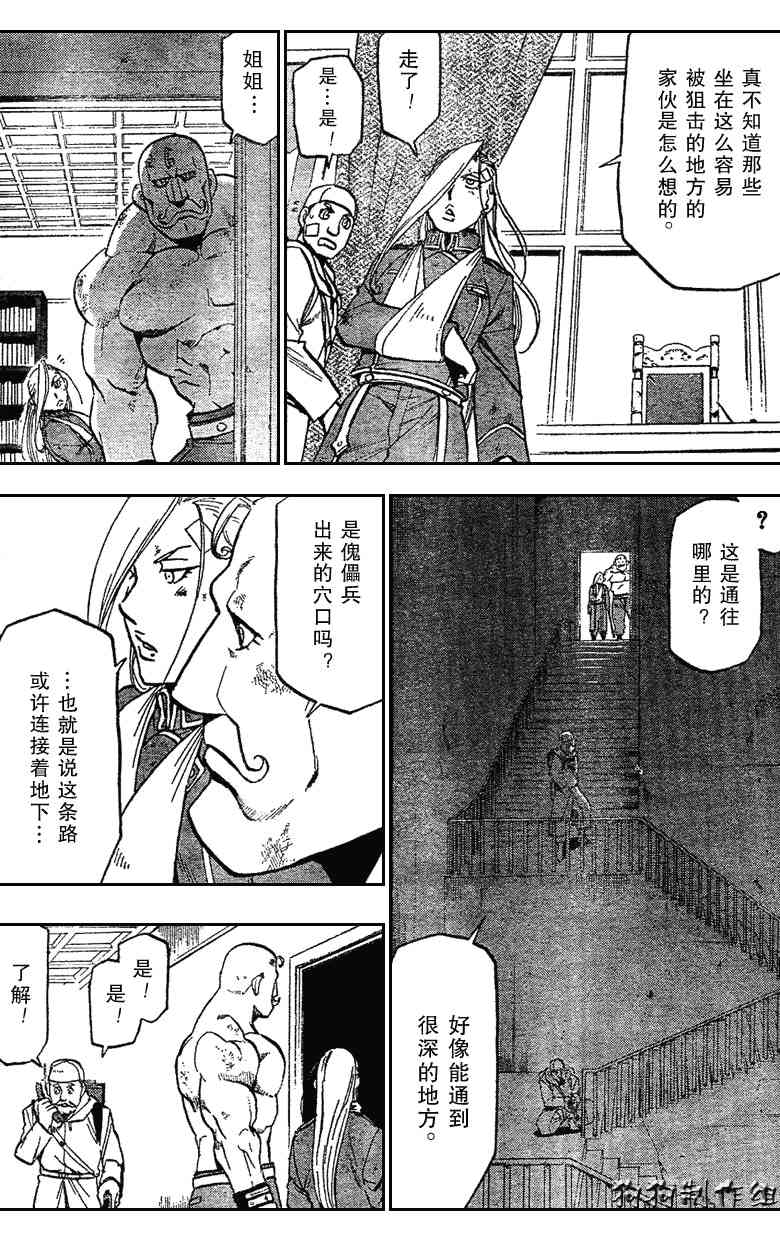 真不知道那些
坐在这么容易
被狙击的地方的
家伙是怎么想的。
走了!
是…是!
姐姐…
?
这是通往
哪里的?
好像能通到
很深的地方。
是傀儡兵
出来的穴口吗?
…也就是说这条路
或许连接着地下…
是!
是!
了解!
狗狗制作组